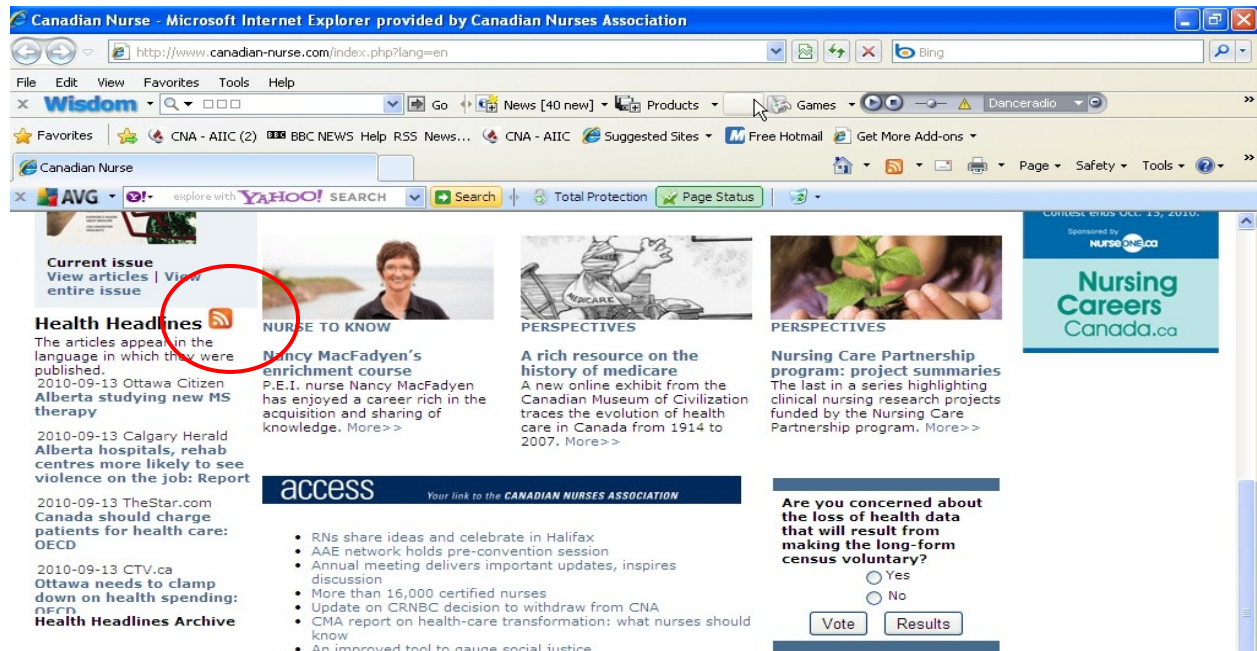 Canadian Nurse - Microsoft Internet Explorer provided by Canadian Nurses Association
http://www.canadian-nurse.com/index.php?lang=en
Bing
File Edit View Favorites Tools Help
Wisdom Go News [40 new] Products Games Danceradio
Favorites CNA - AIIC (2) BBC NEWS Help RSS News... CNA - AIIC Suggested Sites Free Hotmail Get More Add-ons
Canadian Nurse
Page Safety Tools
AVG explore with YAHOO! SEARCH Search Total Protection Page Status
Current issue
View articles | View
entire issue
Health Headlines
The articles appear in the
language in which they were
published.
2010-09-13 Ottawa Citizen
Alberta studying new MS
therapy
2010-09-13 Calgary Herald
Alberta hospitals, rehab
centres more likely to see
violence on the job: Report
2010-09-13 TheStar.com
Canada should charge
patients for health care:
OECD
2010-09-13 CTV.ca
Ottawa needs to clamp
down on health spending:
OECD
Health Headlines Archive
NURSE TO KNOW
Nancy MacFadyen's
enrichment course
P.E.I. nurse Nancy MacFadyen
has enjoyed a career rich in the
acquisition and sharing of
knowledge. More>>
MEDICARE
PERSPECTIVES
A rich resource on the
history of medicare
A new online exhibit from the
Canadian Museum of Civilization
traces the evolution of health
care in Canada from 1914 to
2007. More>>
PERSPECTIVES
Nursing Care Partnership
program: project summaries
The last in a series highlighting
clinical nursing research projects
funded by the Nursing Care
Partnership program. More>>
access Your link to the CANADIAN NURSES ASSOCIATION
RNs share ideas and celebrate in Halifax
AAE network holds pre-convention session
Annual meeting delivers important updates, inspires
discussion
More than 16,000 certified nurses
Update on CRNBC decision to withdraw from CNA
CMA report on health-care transformation: what nurses should
know
An improved tool to gauge social justice
Are you concerned about
the loss of health data
that will result from
making the long-form
census voluntary?
Yes
No
Vote Results
Contest ends Oct. 15, 2010.
Sponsored by
NURSEONE.ca
Nursing
Careers
Canada.ca